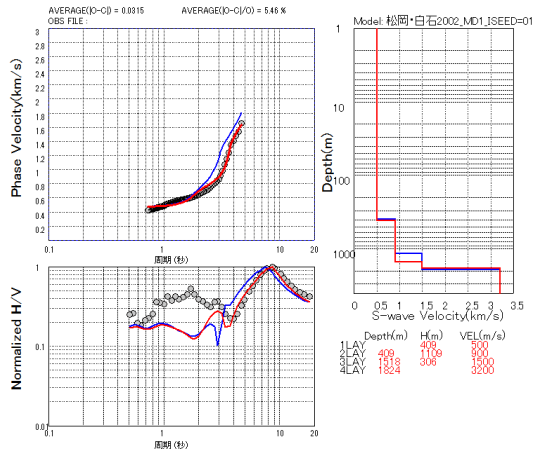 AVERAGE(|O-C|) = 0.0315 AVERAGE(|O-C|/O) = 5.46 %
OBS FILE :
Model: 松岡・白石2002_MD1_ISEED=01
Phase Velocity(km/s)
3
2.8
2.6
2.4
2.2
2
1.8
1.6
1.4
1.2
1
0.8
0.6
0.4
0.2
0.1 1 10 20
周期 (秒)
Normalized H/V
1
0.1
0.01
0.1 1 10 20
周期 (秒)
Depth(m)
1
10
100
1000
0 0.5 1 1.5 2 2.5 3 3.5
S-wave Velocity(km/s)
Depth(m) H(m) VEL(m/s)
1LAY 409 500
2LAY 409 1109 900
3LAY 1518 306 1500
4LAY 1824 3200